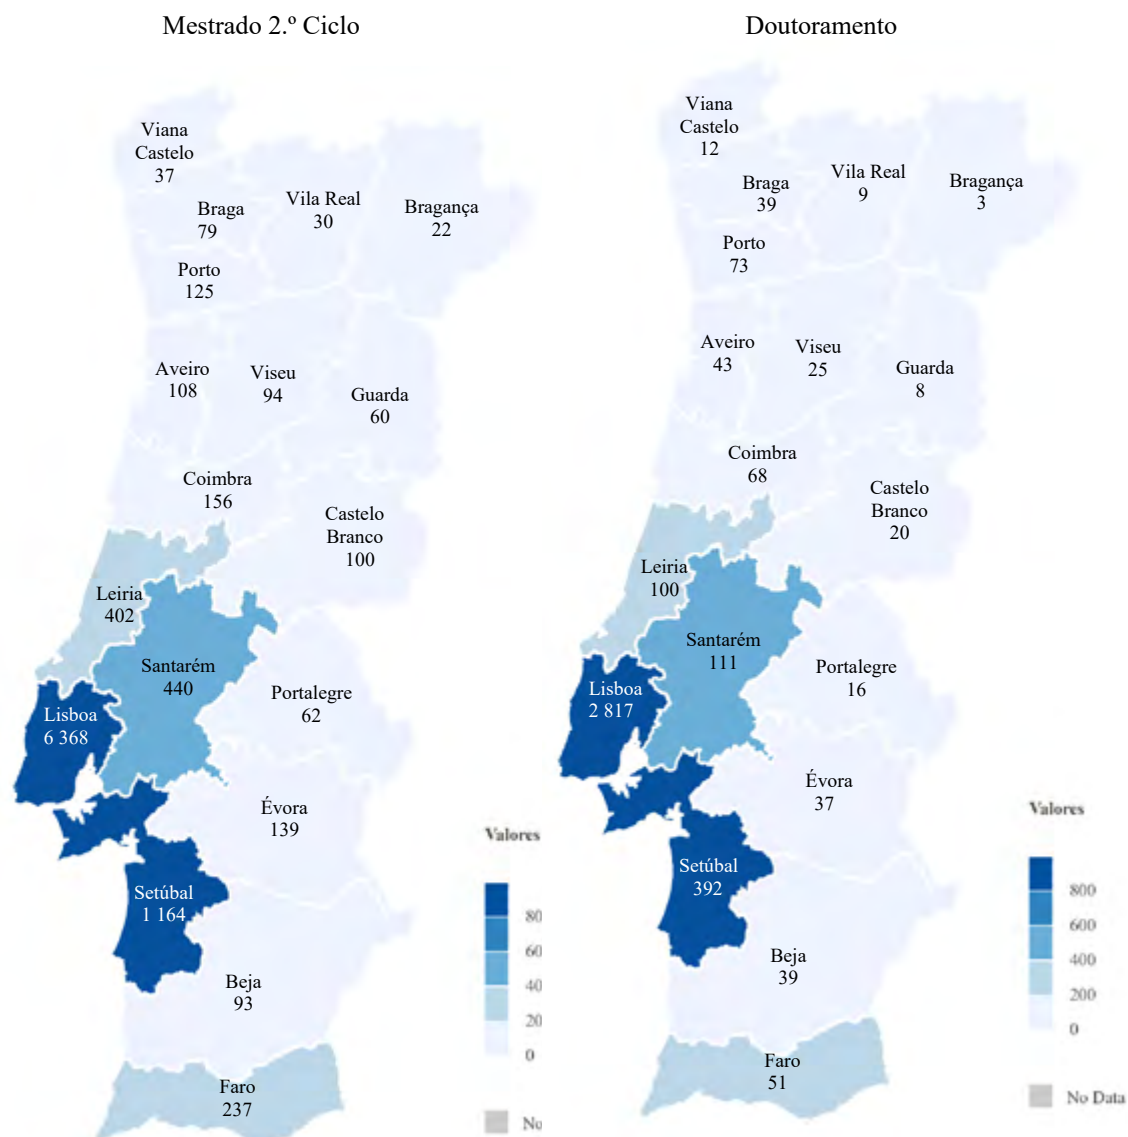 Mestrado 2.º Ciclo
Viana
Castelo
37
Braga
79
Vila Real
30
Bragança
22
Porto
125
Aveiro
108
Viseu
94
Guarda
60
Coimbra
156
Castelo
Branco
100
Leiria
402
Santarém
440
Lisboa
6 368
Portalegre
62
Évora
139
Setúbal
1 164
Beja
93
Faro
237
Valores
80
60
40
20
0
No
Doutoramento
Viana
Castelo
12
Braga
39
Vila Real
9
Bragança
3
Porto
73
Aveiro
43
Viseu
25
Guarda
8
Coimbra
68
Castelo
Branco
20
Leiria
100
Santarém
111
Lisboa
2 817
Portalegre
16
Évora
37
Setúbal
392
Beja
39
Faro
51
Valores
800
600
400
200
0
No Data